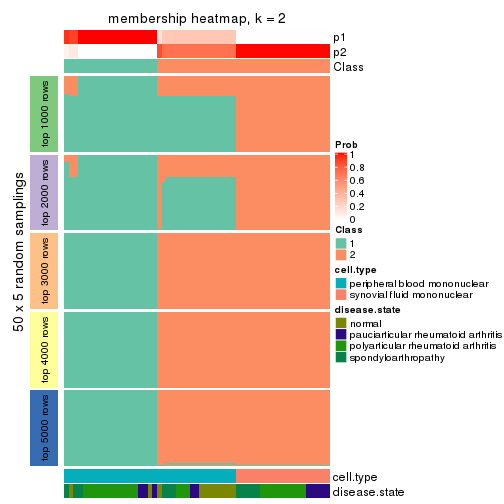 membership heatmap, k = 2
p1
p2
Class
50 x 5 random samplings
top 1000 rows
top 2000 rows
top 3000 rows
top 4000 rows
top 5000 rows
cell.type
disease.state
Prob
1
0.8
0.6
0.4
0.2
0
Class
1
2
cell.type
peripheral blood mononuclear
synovial fluid mononuclear
disease.state
normal
pauciarticular rheumatoid arthritis
polyarticular rheumatoid arthritis
spondyloarthropathy